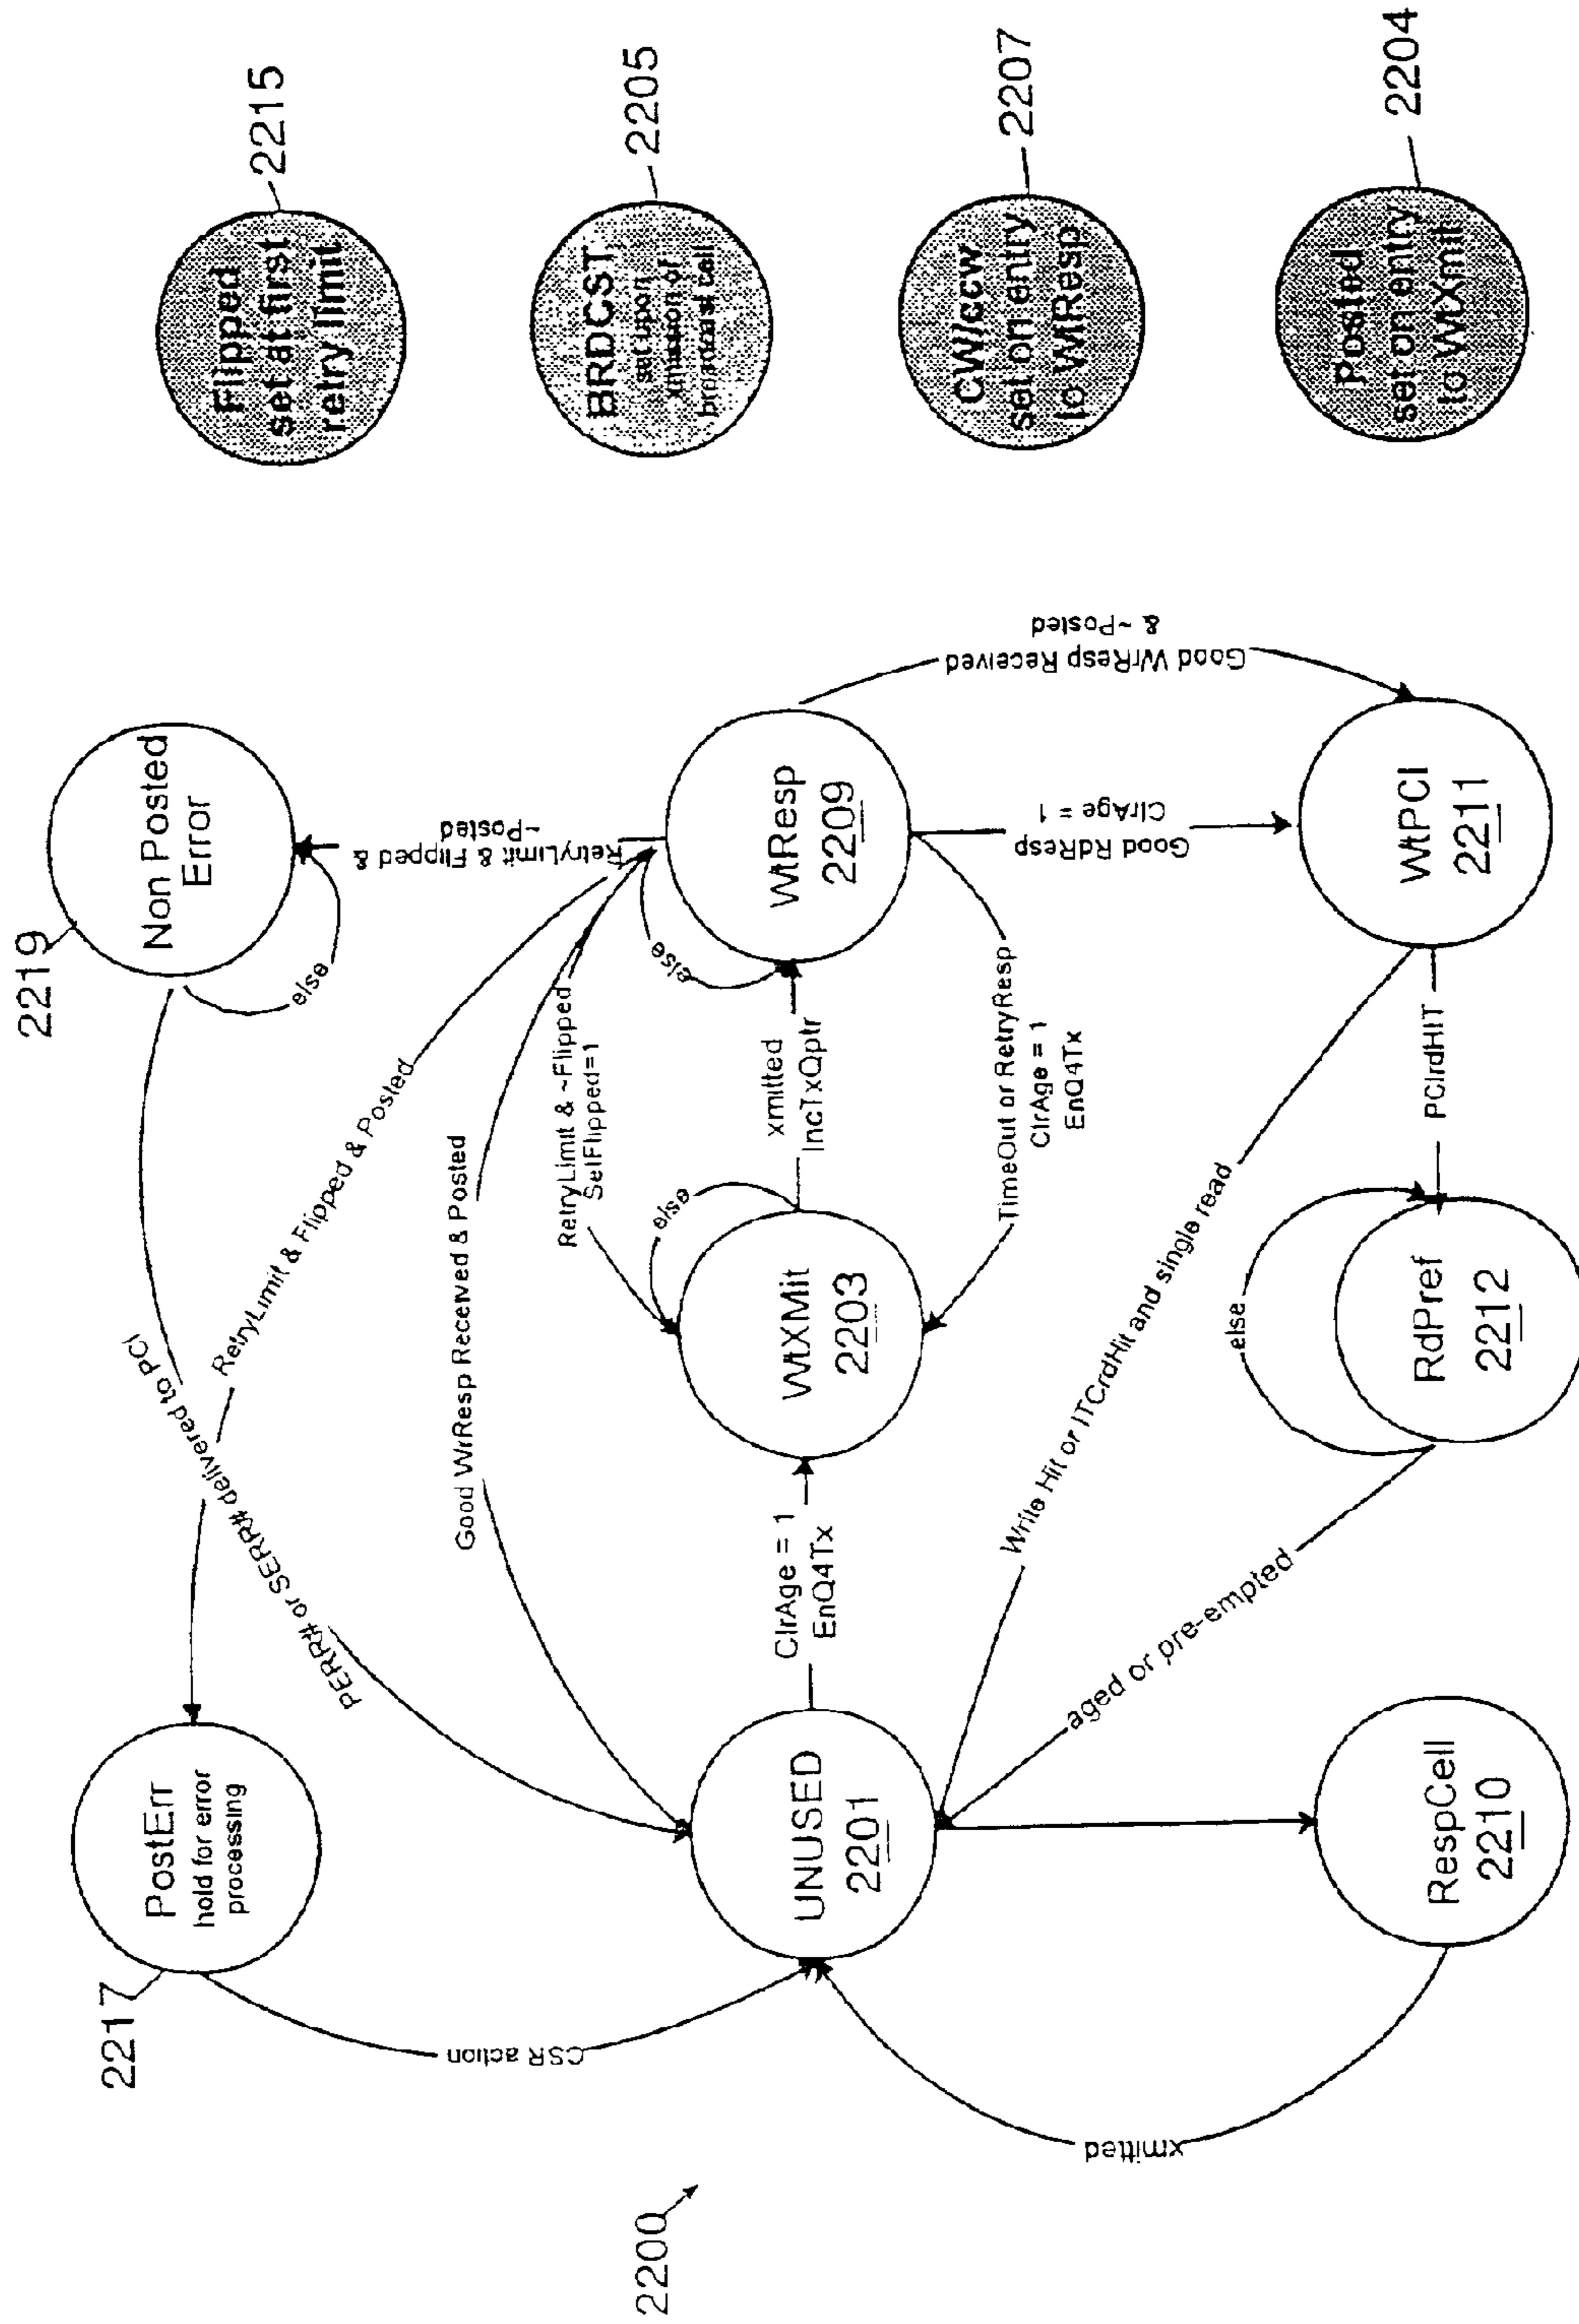 2217
PostErr
hold for error
processing
2219
Non Posted
Error
else
Flipped
set at first
retry limit
2215
PERR# or SERR# delivered to PCI
RetryLimit & Flipped & Posted
RetryLimit & Flipped &
~Posted
CSR action
Good WrResp Received & Posted
RetryLimit & ~Flipped
SetFlipped=1
else
else
BRDCST
set upon
xmission of
broadcast cell
2205
UNUSED
2201
ClrAge = 1
EnQ4Tx
WtXMit
2203
xmitted
IncTxQptr
WtResp
2209
Good WrResp Received
& ~Posted
TimeOut or RetryResp
ClrAge = 1
EnQ4Tx
Good RdResp
ClrAge = 1
CW/ccw
set on entry
to WtResp
2207
2200
xmitted
Write Hit or ITCrdHit and single read
aged or pre-empted
else
PCIrdHIT
RespCell
2210
RdPref
2212
WtPCI
2211
Posted
set on entry
to WtXmit
2204